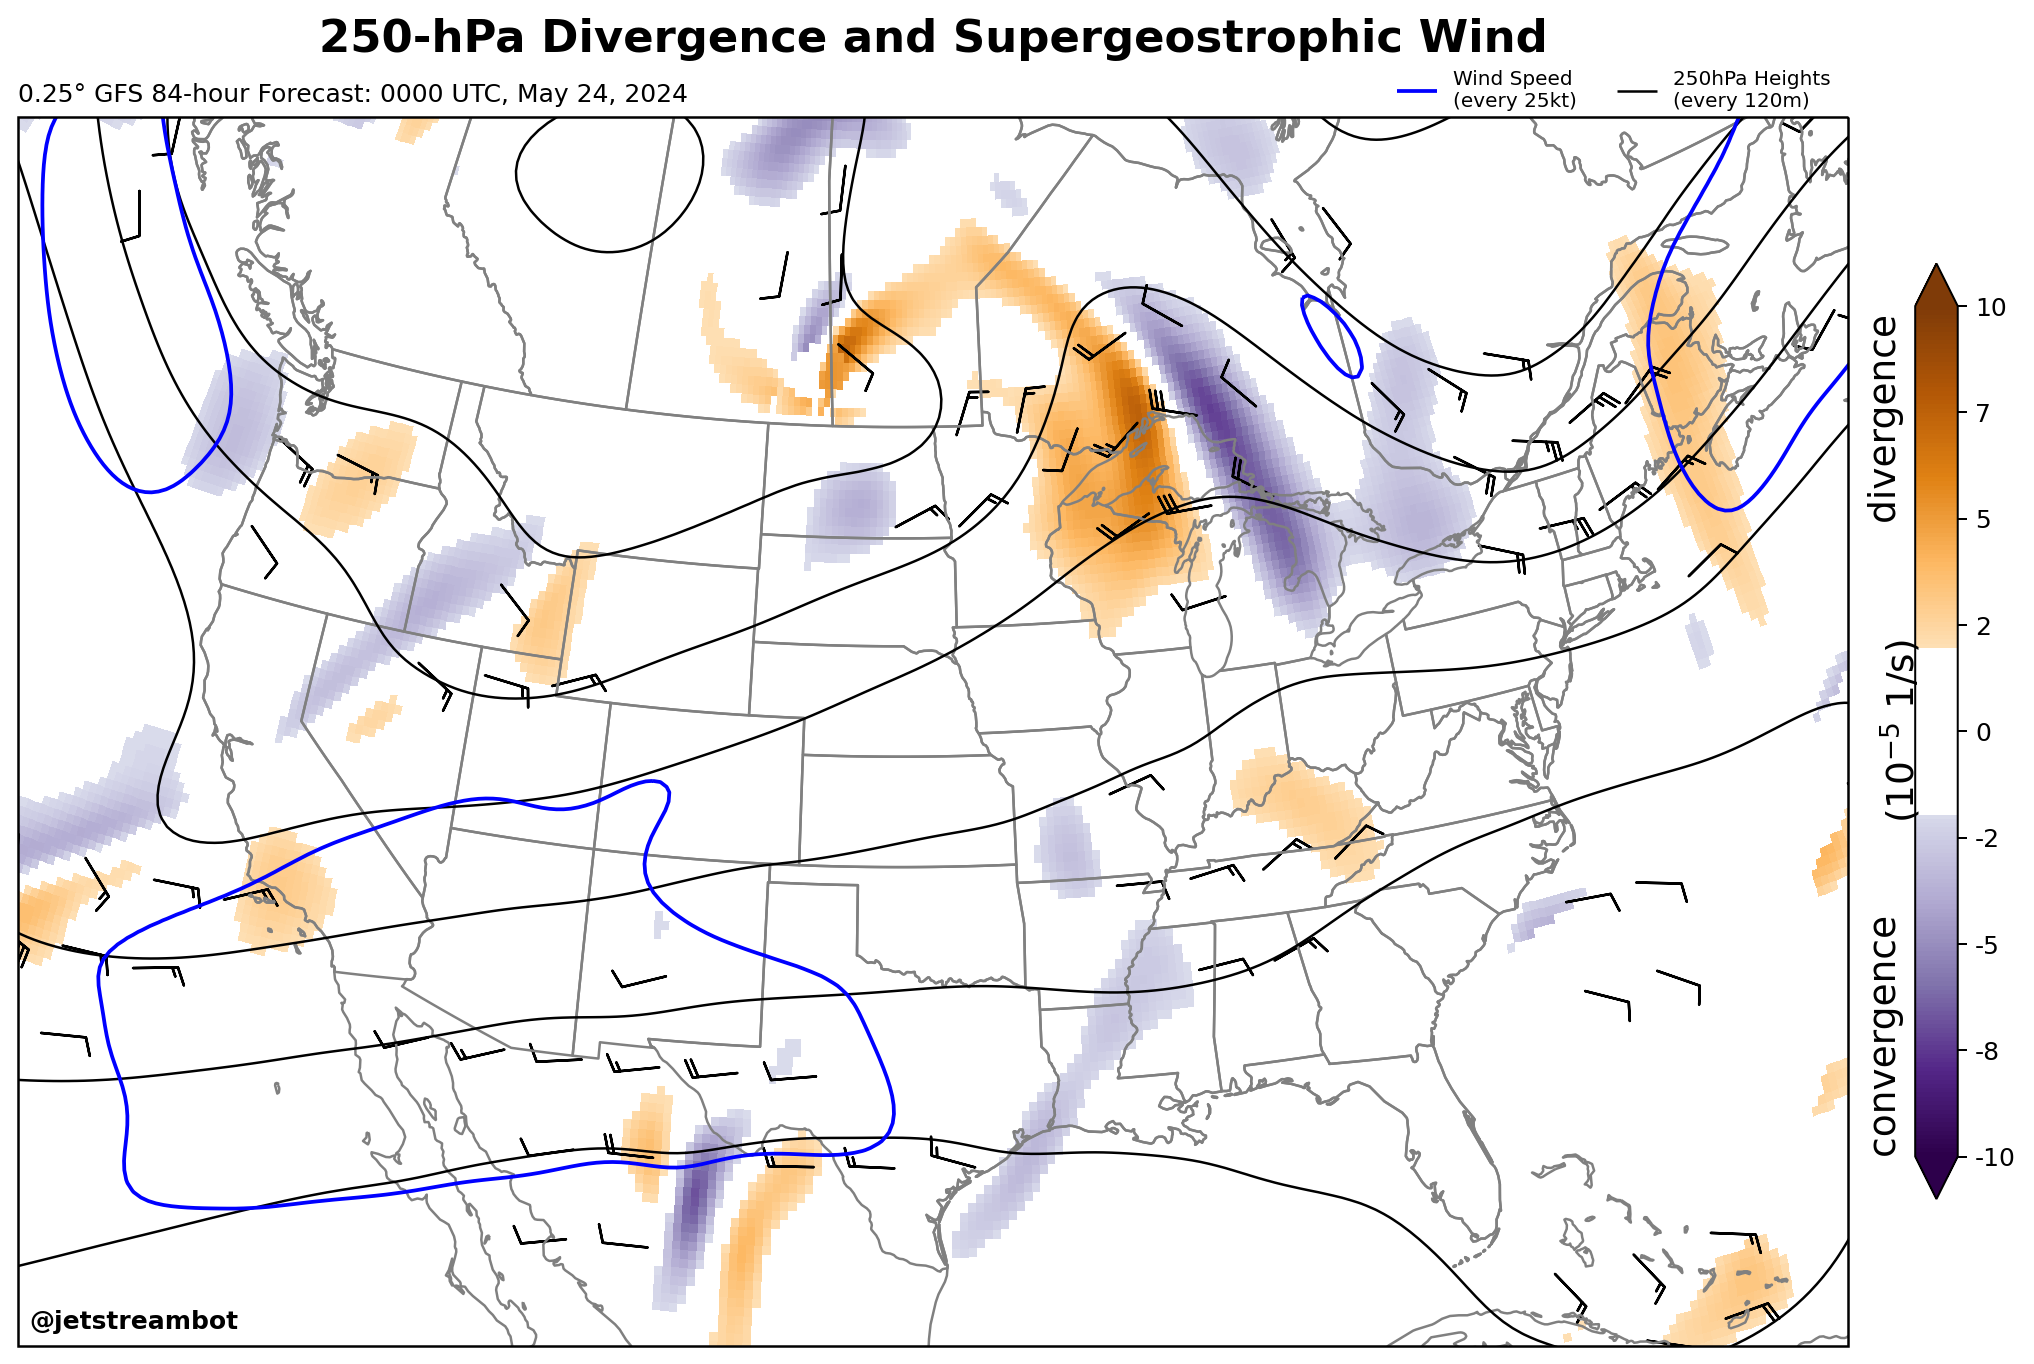 250-hPa Divergence and Supergeostrophic Wind
0.25° GFS 84-hour Forecast: 0000 UTC, May 24, 2024
Wind Speed
(every 25kt)
250hPa Heights
(every 120m)
10
7
5
2
0
-2
-5
-8
-10
divergence
(10⁻⁵ 1/s)
convergence
@jetstreambot